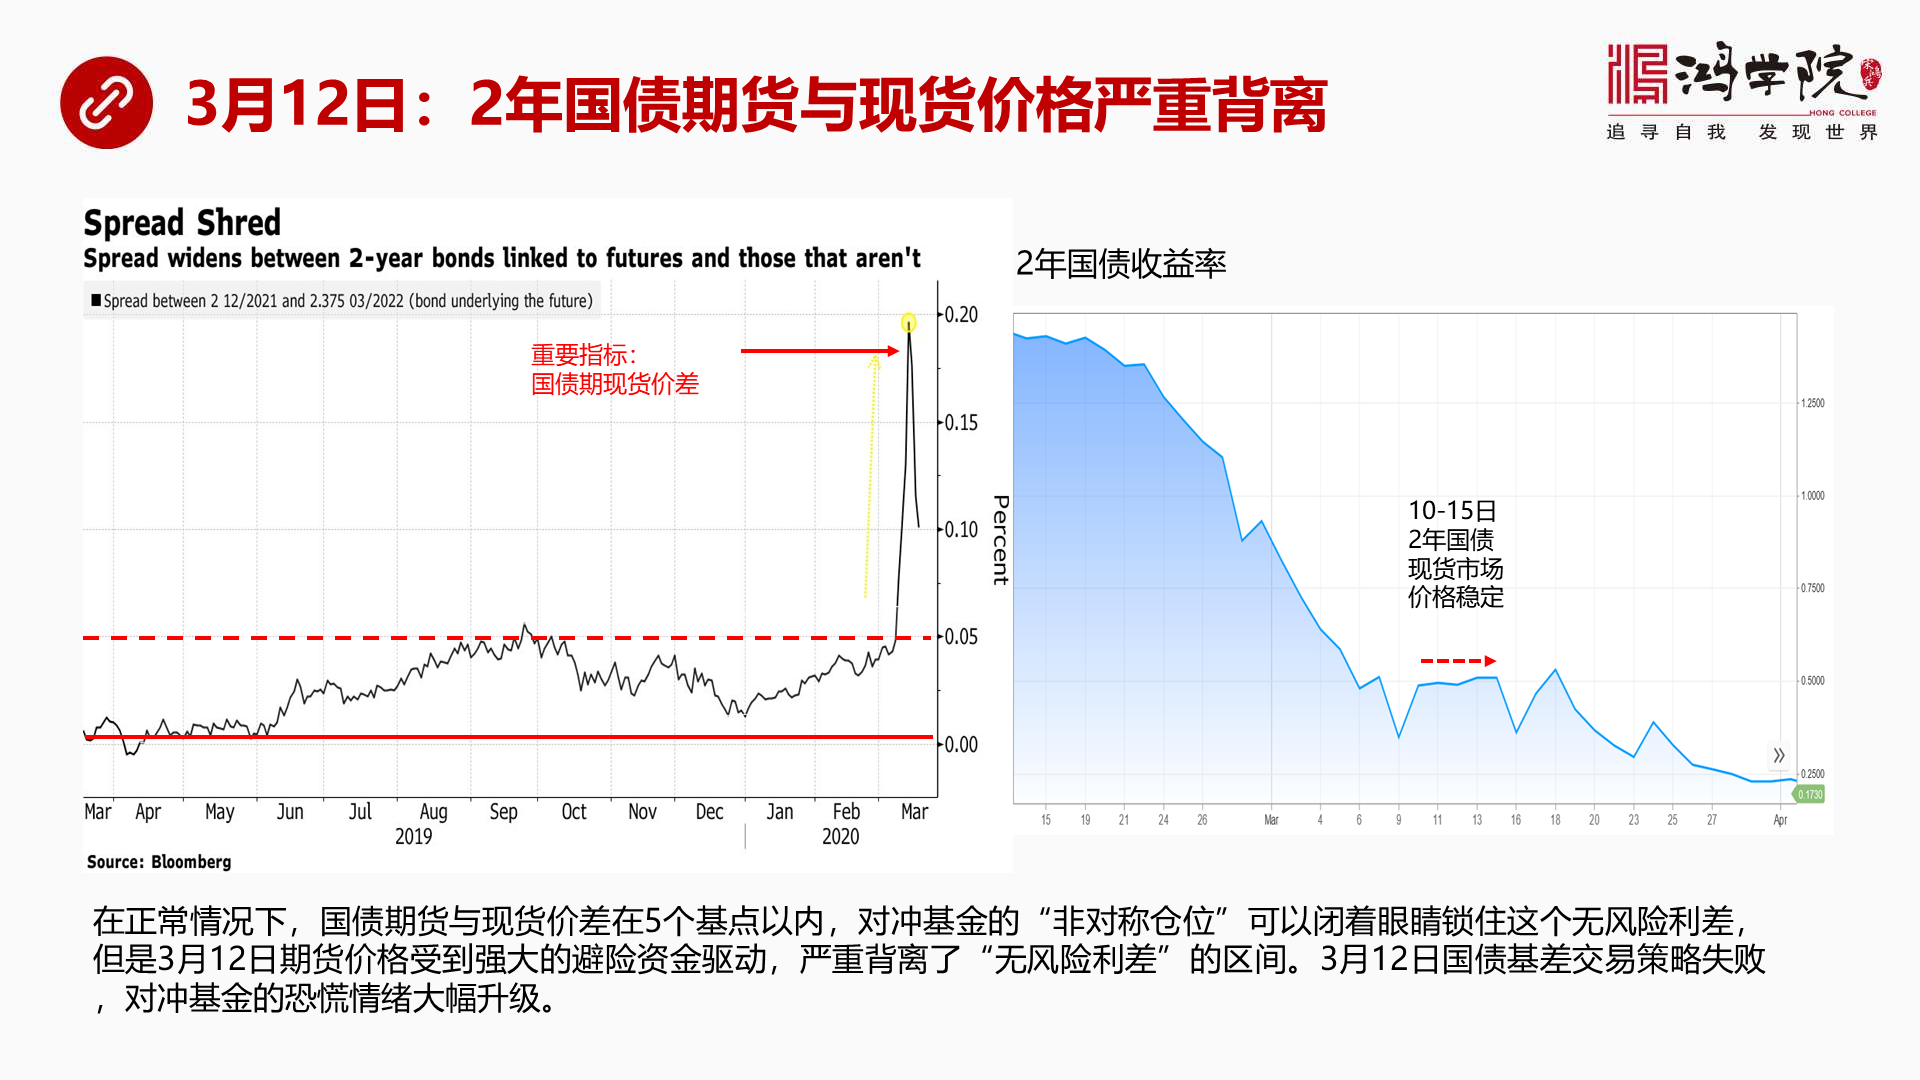 3月12日：2年国债期货与现货价格严重背离
鸿学院
HONG COLLEGE
追寻自我 发现世界
Spread Shred
Spread widens between 2-year bonds linked to futures and those that aren't
Spread between 2 12/2021 and 2.375 03/2022 (bond underlying the future)
重要指标：
国债期现货价差
0.20
0.15
0.10
0.05
0.00
Percent
Mar Apr May Jun Jul Aug Sep Oct Nov Dec Jan Feb Mar
2019 2020
Source: Bloomberg
2年国债收益率
10-15日
2年国债
现货市场
价格稳定
1.2500
1.0000
0.7500
0.5000
0.2500
0.1730
15 19 21 24 26 Mar 4 6 9 11 13 16 18 20 23 25 27 Apr
在正常情况下，国债期货与现货价差在5个基点以内，对冲基金的“非对称仓位”可以闭着眼睛锁住这个无风险利差，
但是3月12日期货价格受到强大的避险资金驱动，严重背离了“无风险利差”的区间。3月12日国债基差交易策略失败
，对冲基金的恐慌情绪大幅升级。